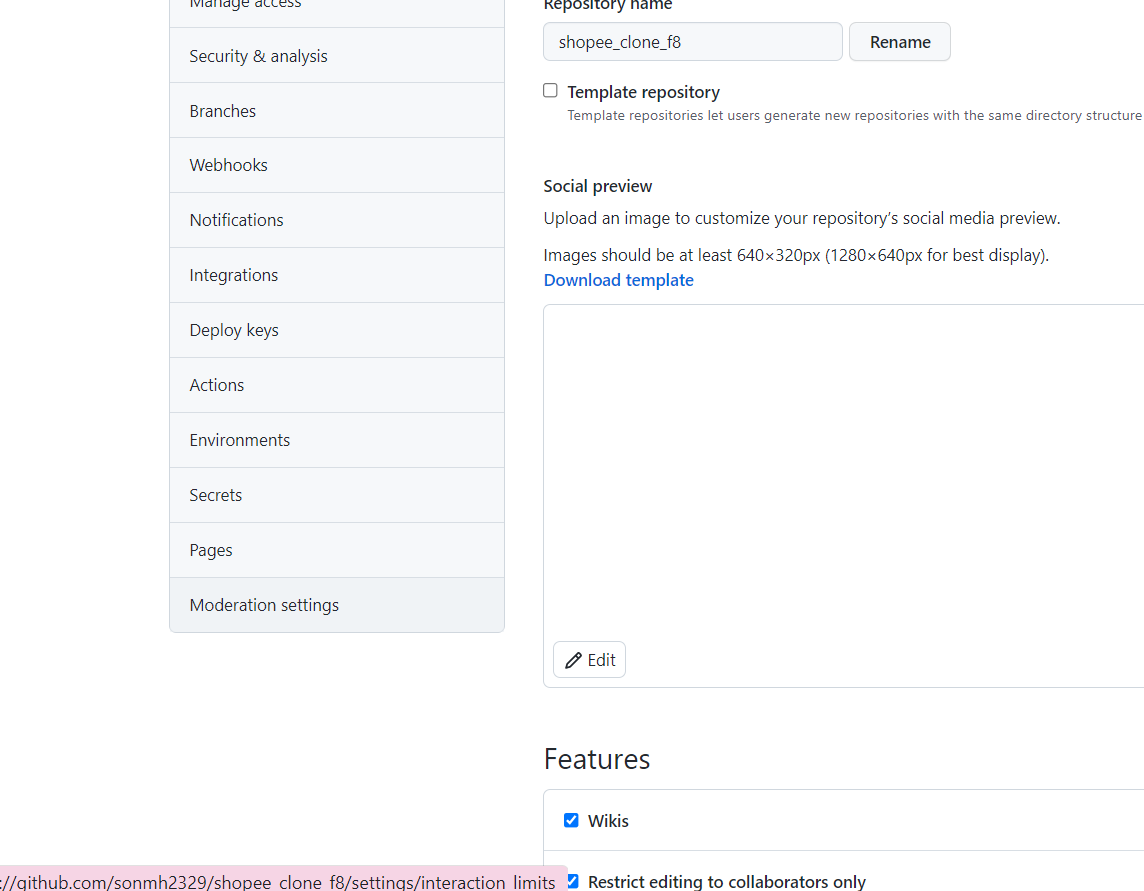 Manage access
Security & analysis
Branches
Webhooks
Notifications
Integrations
Deploy keys
Actions
Environments
Secrets
Pages
Moderation settings
Repository name
shopee_clone_f8
Rename
Template repository
Template repositories let users generate new repositories with the same directory structure
Social preview
Upload an image to customize your repository’s social media preview.
Images should be at least 640×320px (1280×640px for best display).
Download template
Edit
Features
Wikis
Restrict editing to collaborators only
://github.com/sonmh2329/shopee_clone_f8/settings/interaction_limits